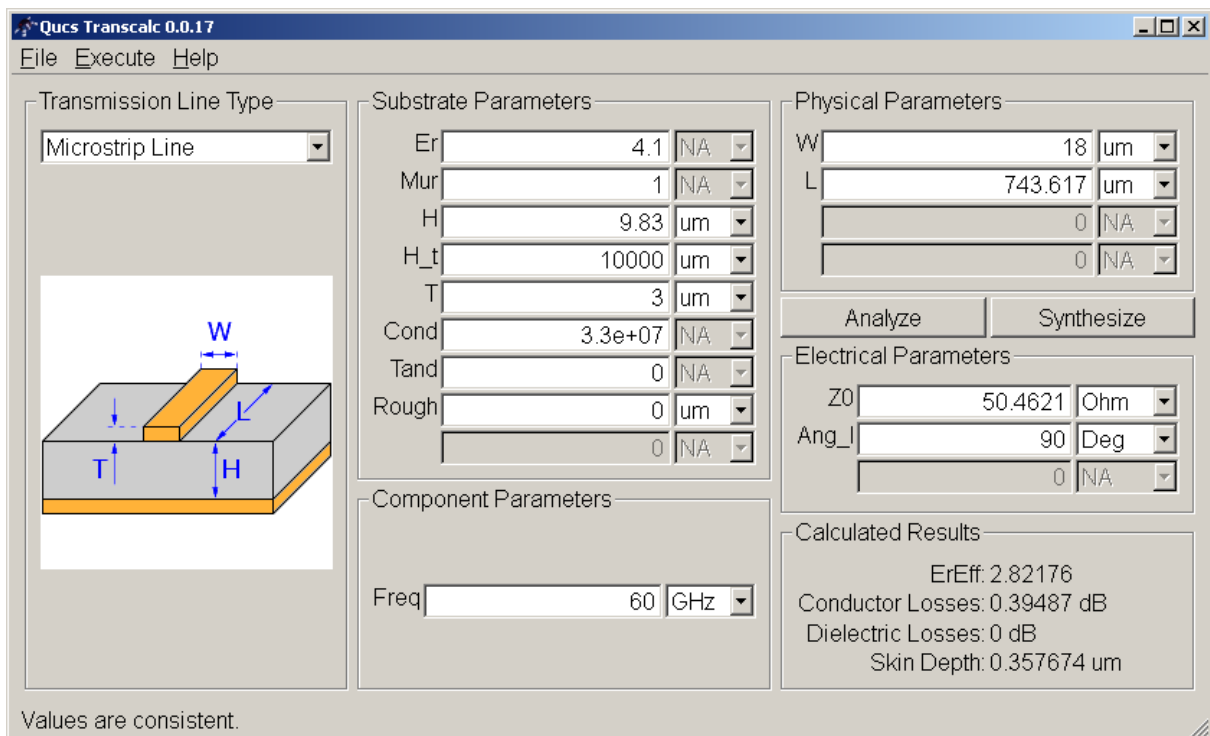 Qucs Transcalc 0.0.17
File Execute Help
Transmission Line Type
Microstrip Line
W
L
T
H
Substrate Parameters
Er 4.1 NA
Mur 1 NA
H 9.83 um
H_t 10000 um
T 3 um
Cond 3.3e+07 NA
Tand 0 NA
Rough 0 um
0 NA
Component Parameters
Freq 60 GHz
Physical Parameters
W 18 um
L 743.617 um
0 NA
0 NA
Analyze Synthesize
Electrical Parameters
Z0 50.4621 Ohm
Ang_l 90 Deg
0 NA
Calculated Results
ErEff: 2.82176
Conductor Losses: 0.39487 dB
Dielectric Losses: 0 dB
Skin Depth: 0.357674 um
Values are consistent.